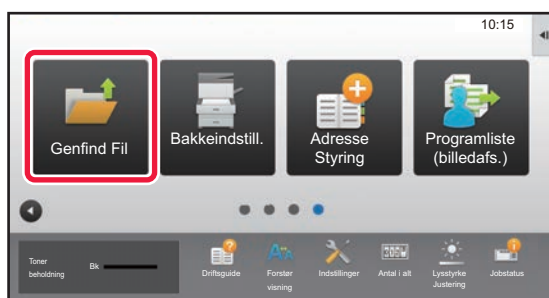 10:15
Genfind Fil
Bakkeindstill.
Adresse
Styring
Programliste
(billedafs.)
Toner
beholdning
Bk
Driftsguide
Forstør
visning
Indstillinger
Antal i alt
Lysstyrke
Justering
Jobstatus